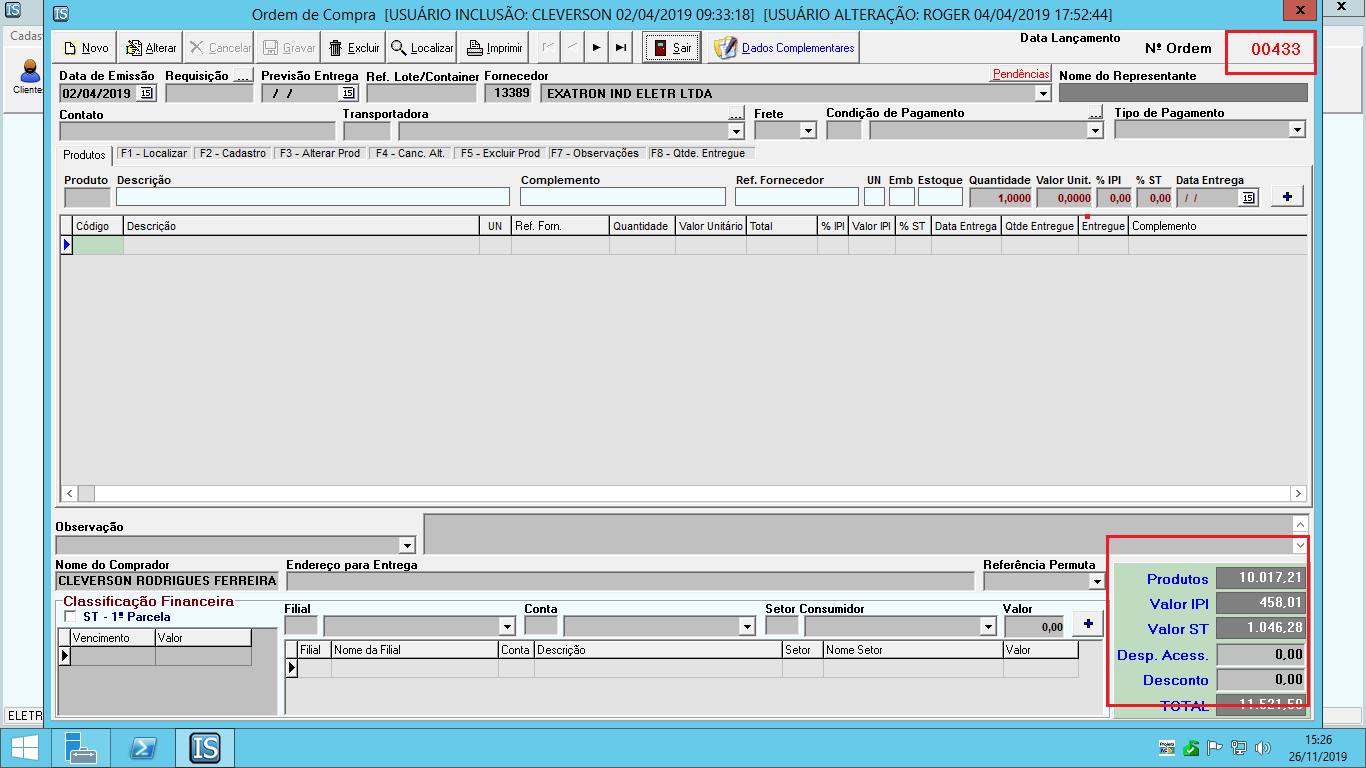 Ordem de Compra [USUÁRIO INCLUSÃO: CLEVERSON 02/04/2019 09:33:18] [USUÁRIO ALTERAÇÃO: ROGER 04/04/2019 17:52:44]
Cadas
Cliente
Novo Alterar Cancelar Gravar Excluir Localizar Imprimir Sair Dados Complementares
Data Lançamento Nº Ordem 00433
Data de Emissão Requisição ... Previsão Entrega Ref. Lote/Container Fornecedor Pendências Nome do Representante
02/04/2019 15 / / 15 13389 EXATRON IND ELETR LTDA
Contato Transportadora ... Frete Condição de Pagamento ... Tipo de Pagamento
Produtos F1 - Localizar F2 - Cadastro F3 - Alterar Prod F4 - Canc. Alt. F5 - Excluir Prod F7 - Observações F8 - Qtde. Entregue
Produto Descrição Complemento Ref. Fornecedor UN Emb Estoque Quantidade Valor Unit. % IPI % ST Data Entrega
1,0000 0,0000 0,00 0,00 / / 15 +
Código Descrição UN Ref. Forn. Quantidade Valor Unitário Total % IPI Valor IPI % ST Data Entrega Qtde Entregue Entregue Complemento
Observação
Nome do Comprador Endereço para Entrega Referência Permuta
CLEVERSON RODRIGUES FERREIRA
Classificação Financeira
ST - 1ª Parcela
Vencimento Valor
Filial Conta Setor Consumidor Valor
0,00 +
Filial Nome da Filial Conta Descrição Setor Nome Setor Valor
Produtos 10.017,21
Valor IPI 458,01
Valor ST 1.046,28
Desp. Acess. 0,00
Desconto 0,00
TOTAL 11.521,50
ELETR
IS
15:26
26/11/2019